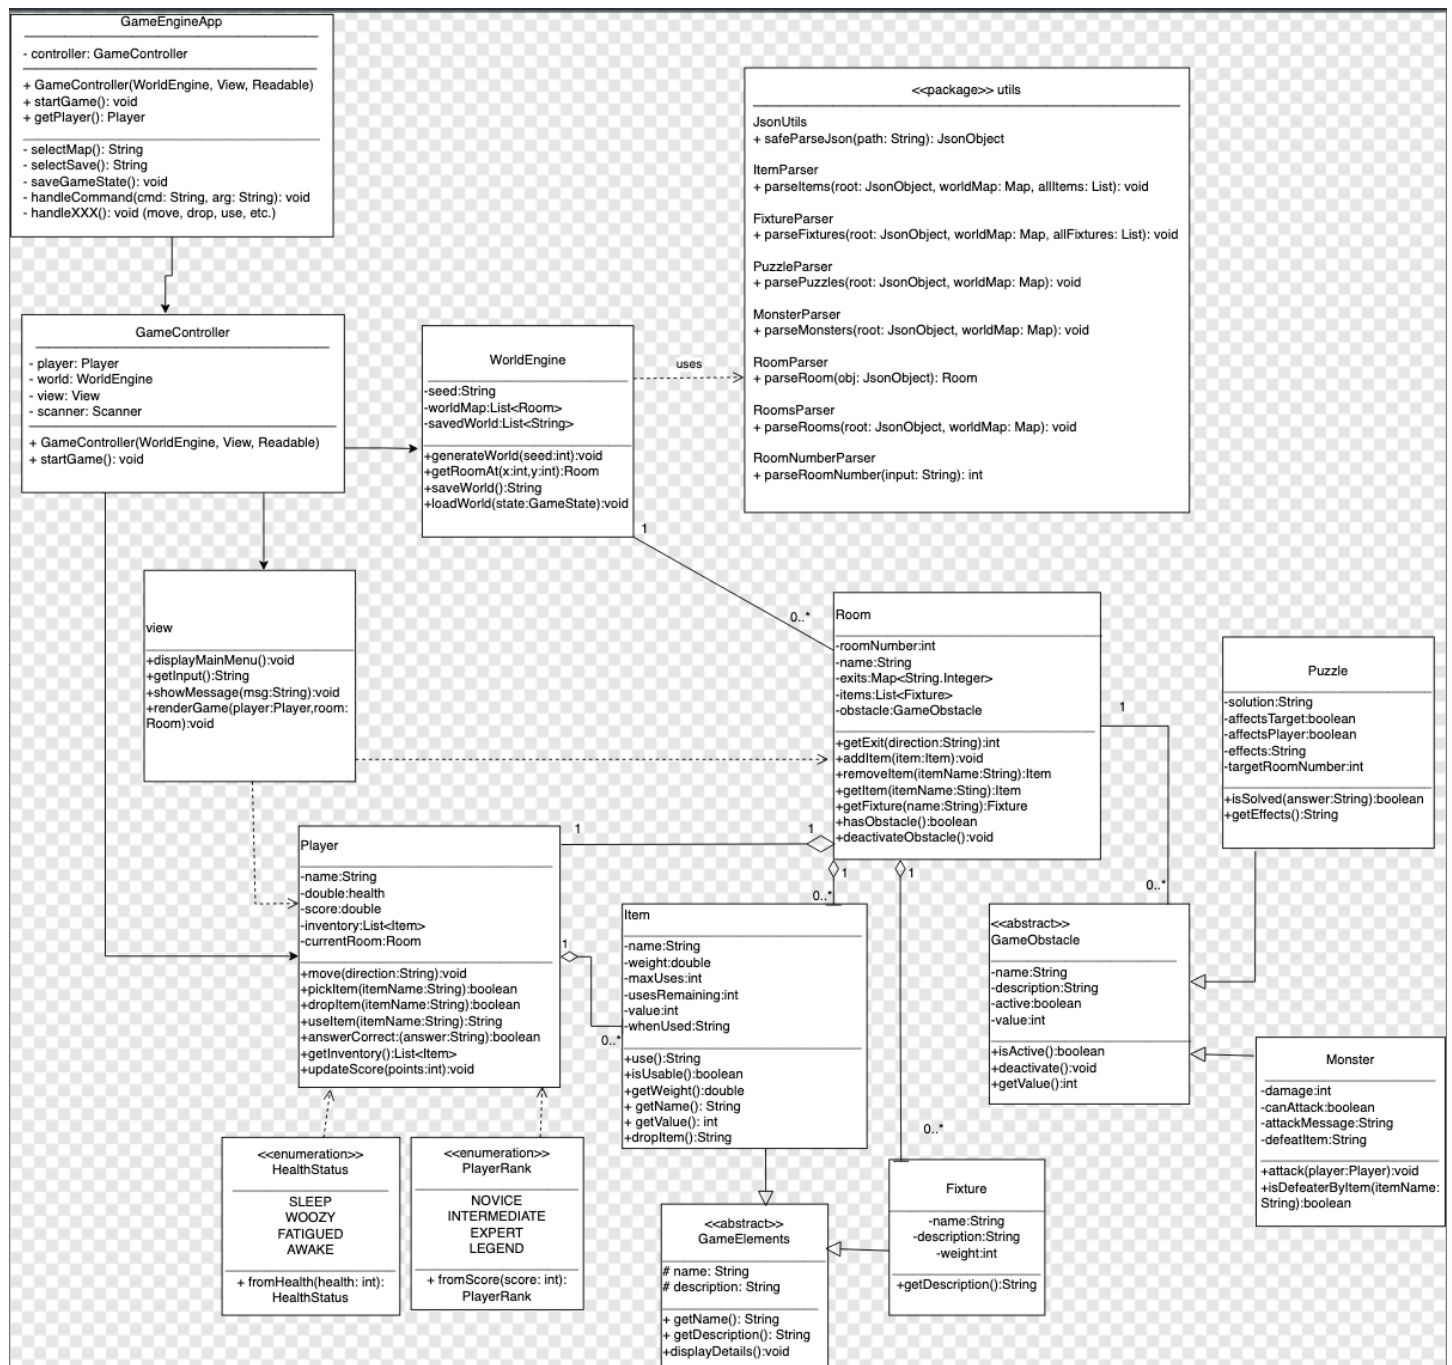 GameEngineApp
- controller: GameController
+ GameController(WorldEngine, View, Readable)
+ startGame(): void
+ getPlayer(): Player
- selectMap(): String
- selectSave(): String
- saveGameState(): void
- handleCommand(cmd: String, arg: String): void
- handleXXX(): void (move, drop, use, etc.)
<<package>> utils
JsonUtils
+ safeParseJson(path: String): JsonObject
ItemParser
+ parseItems(root: JsonObject, worldMap: Map, allItems: List): void
FixtureParser
+ parseFixtures(root: JsonObject, worldMap: Map, allFixtures: List): void
PuzzleParser
+ parsePuzzles(root: JsonObject, worldMap: Map): void
MonsterParser
+ parseMonsters(root: JsonObject, worldMap: Map): void
RoomParser
+ parseRoom(obj: JsonObject): Room
RoomsParser
+ parseRooms(root: JsonObject, worldMap: Map): void
RoomNumberParser
+ parseRoomNumber(input: String): int
GameController
- player: Player
- world: WorldEngine
- view: View
- scanner: Scanner
+ GameController(WorldEngine, View, Readable)
+ startGame(): void
WorldEngine
-seed:String
-worldMap:List<Room>
-savedWorld:List<String>
+generateWorld(seed:int):void
+getRoomAt(x:int,y:int):Room
+saveWorld():String
+loadWorld(state:GameState):void
uses
1
0..*
view
+displayMainMenu():void
+getInput():String
+showMessage(msg:String):void
+renderGame(player:Player,room:
Room):void
Room
-roomNumber:int
-name:String
-exits:Map<String.Integer>
-items:List<Fixture>
-obstacle:GameObstacle
+getExit(direction:String):int
+addItem(item:Item):void
+removeItem(itemName:String):Item
+getItem(itemName:Sting):Item
+getFixture(name:String):Fixture
+hasObstacle():boolean
+deactivateObstacle():void
1
0..*
Puzzle
-solution:String
-affectsTarget:boolean
-affectsPlayer:boolean
-effects:String
-targetRoomNumber:int
+isSolved(answer:String):boolean
+getEffects():String
1
1
1
0..*
1
0..*
Player
-name:String
-double:health
-score:double
-inventory:List<Item>
-currentRoom:Room
+move(direction:String):void
+pickItem(itemName:String):boolean
+dropItem(itemName:String):boolean
+useItem(itemName:String):String
+answerCorrect:(answer:String):boolean
+getInventory():List<Item>
+updateScore(points:int):void
1
0..*
Item
-name:String
-weight:double
-maxUses:int
-usesRemaining:int
-value:int
-whenUsed:String
+use():String
+isUsable():boolean
+getWeight():double
+ getName(): String
+ getValue(): int
+dropItem():String
<<abstract>>
GameObstacle
-name:String
-description:String
-active:boolean
-value:int
+isActive():boolean
+deactivate():void
+getValue():int
Monster
-damage:int
-canAttack:boolean
-attackMessage:String
-defeatItem:String
+attack(player:Player):void
+isDefeaterByItem(itemName:
String):boolean
<<enumeration>>
HealthStatus
SLEEP
WOOZY
FATIGUED
AWAKE
+ fromHealth(health: int):
HealthStatus
<<enumeration>>
PlayerRank
NOVICE
INTERMEDIATE
EXPERT
LEGEND
+ fromScore(score: int):
PlayerRank
<<abstract>>
GameElements
# name: String
# description: String
+ getName(): String
+ getDescription(): String
+displayDetails():void
Fixture
-name:String
-description:String
-weight:int
+getDescription():String